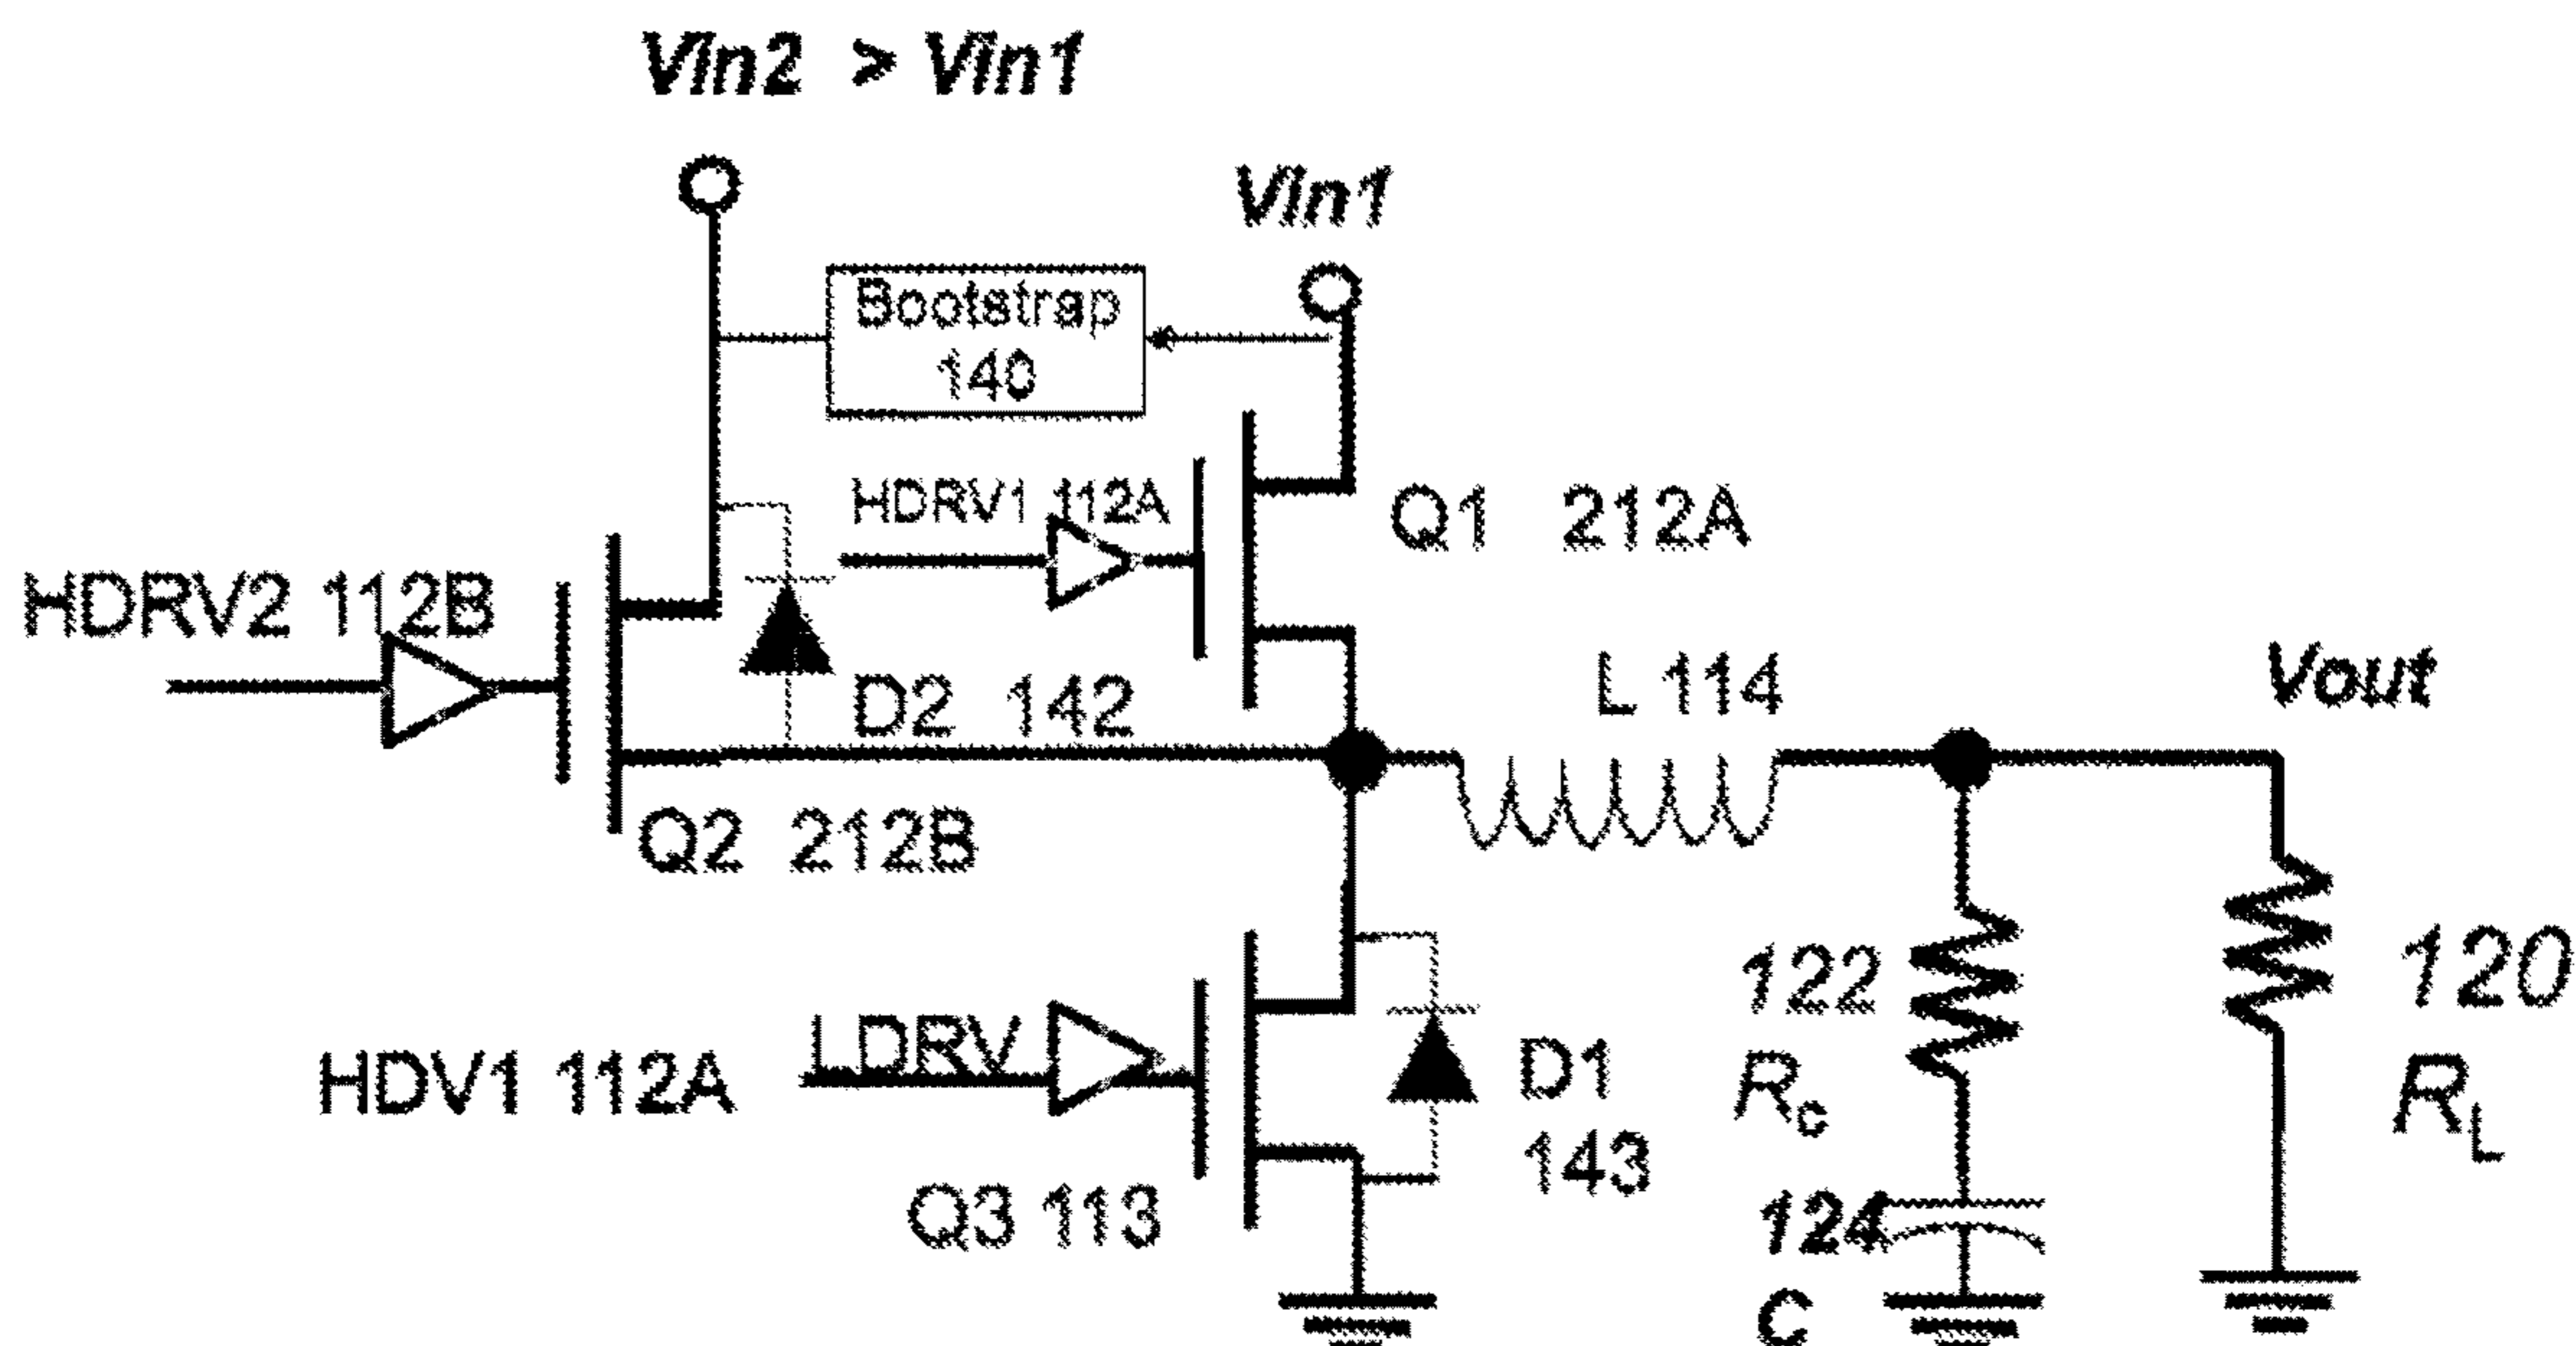 Vin2 > Vin1
Vin1
Bootstrap
140
HDRV1 112A
Q1 212A
HDRV2 112B
D2 142
L 114
Vout
Q2 212B
LDRV
HDV1 112A
D1
143
122
Rc
120
RL
Q3 113
124
C